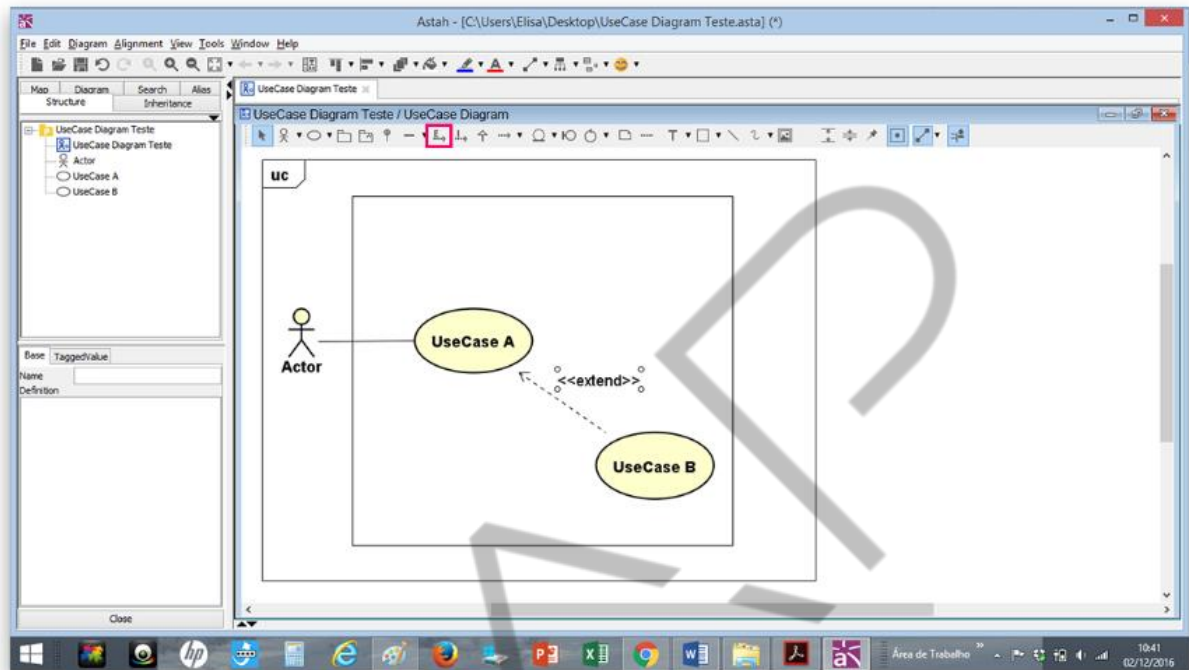 Astah - [C:\Users\Elisa\Desktop\UseCase Diagram Teste.asta] (*)
File Edit Diagram Alignment View Tools Window Help
Map Diagram Search Alias
Structure Inheritance
UseCase Diagram Teste
UseCase Diagram Teste
Actor
UseCase A
UseCase B
Base TaggedValue
Name
Definition
Close
UseCase Diagram Teste
UseCase Diagram Teste / UseCase Diagram
uc
Actor
UseCase A
<<extend>>
UseCase B
Área de Trabalho
10:41
02/12/2016